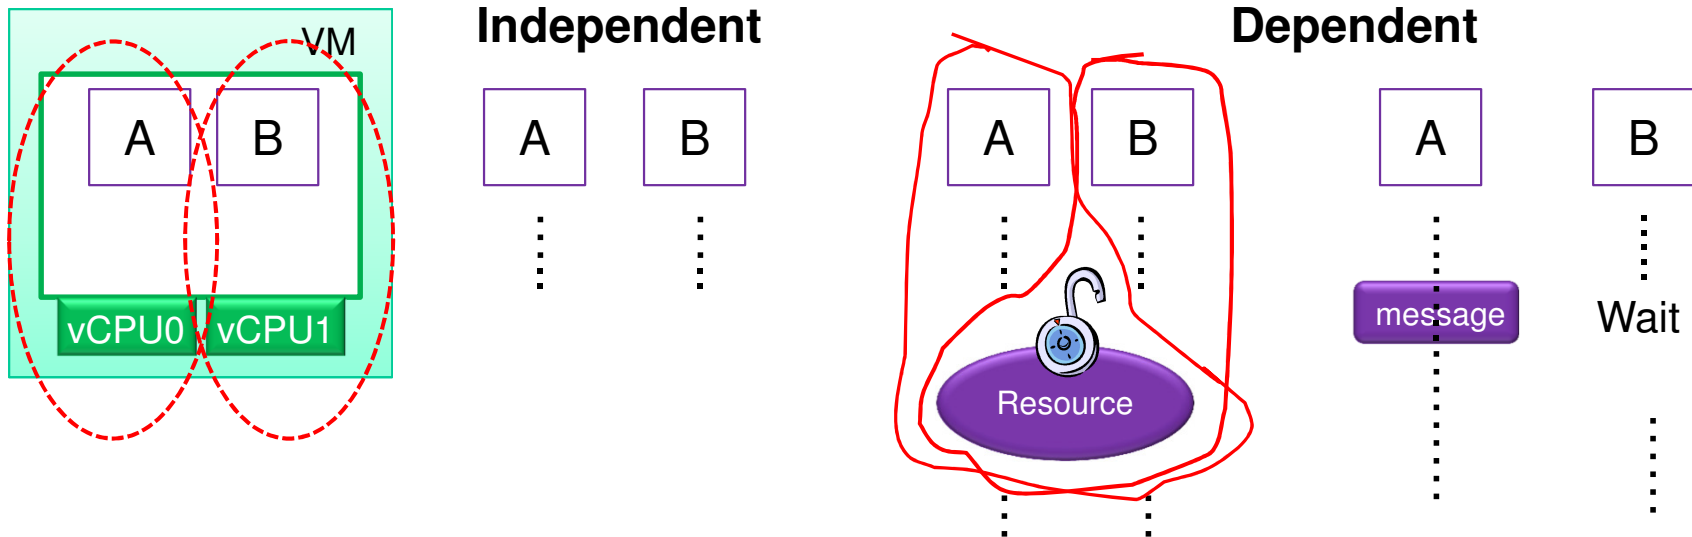 VM
A
B
vCPU0
vCPU1
Independent
A
B
Dependent
A
B
Resource
A
B
message
Wait